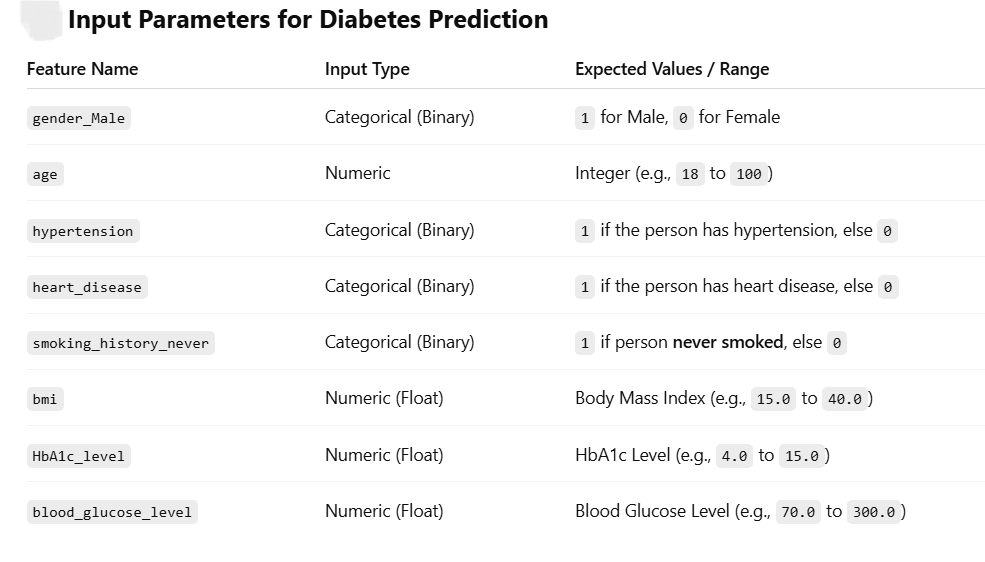 Input Parameters for Diabetes Prediction
Feature Name Input Type Expected Values / Range
gender_Male Categorical (Binary) 1 for Male, 0 for Female
age Numeric Integer (e.g., 18 to 100)
hypertension Categorical (Binary) 1 if the person has hypertension, else 0
heart_disease Categorical (Binary) 1 if the person has heart disease, else 0
smoking_history_never Categorical (Binary) 1 if person never smoked, else 0
bmi Numeric (Float) Body Mass Index (e.g., 15.0 to 40.0)
HbA1c_level Numeric (Float) HbA1c Level (e.g., 4.0 to 15.0)
blood_glucose_level Numeric (Float) Blood Glucose Level (e.g., 70.0 to 300.0)